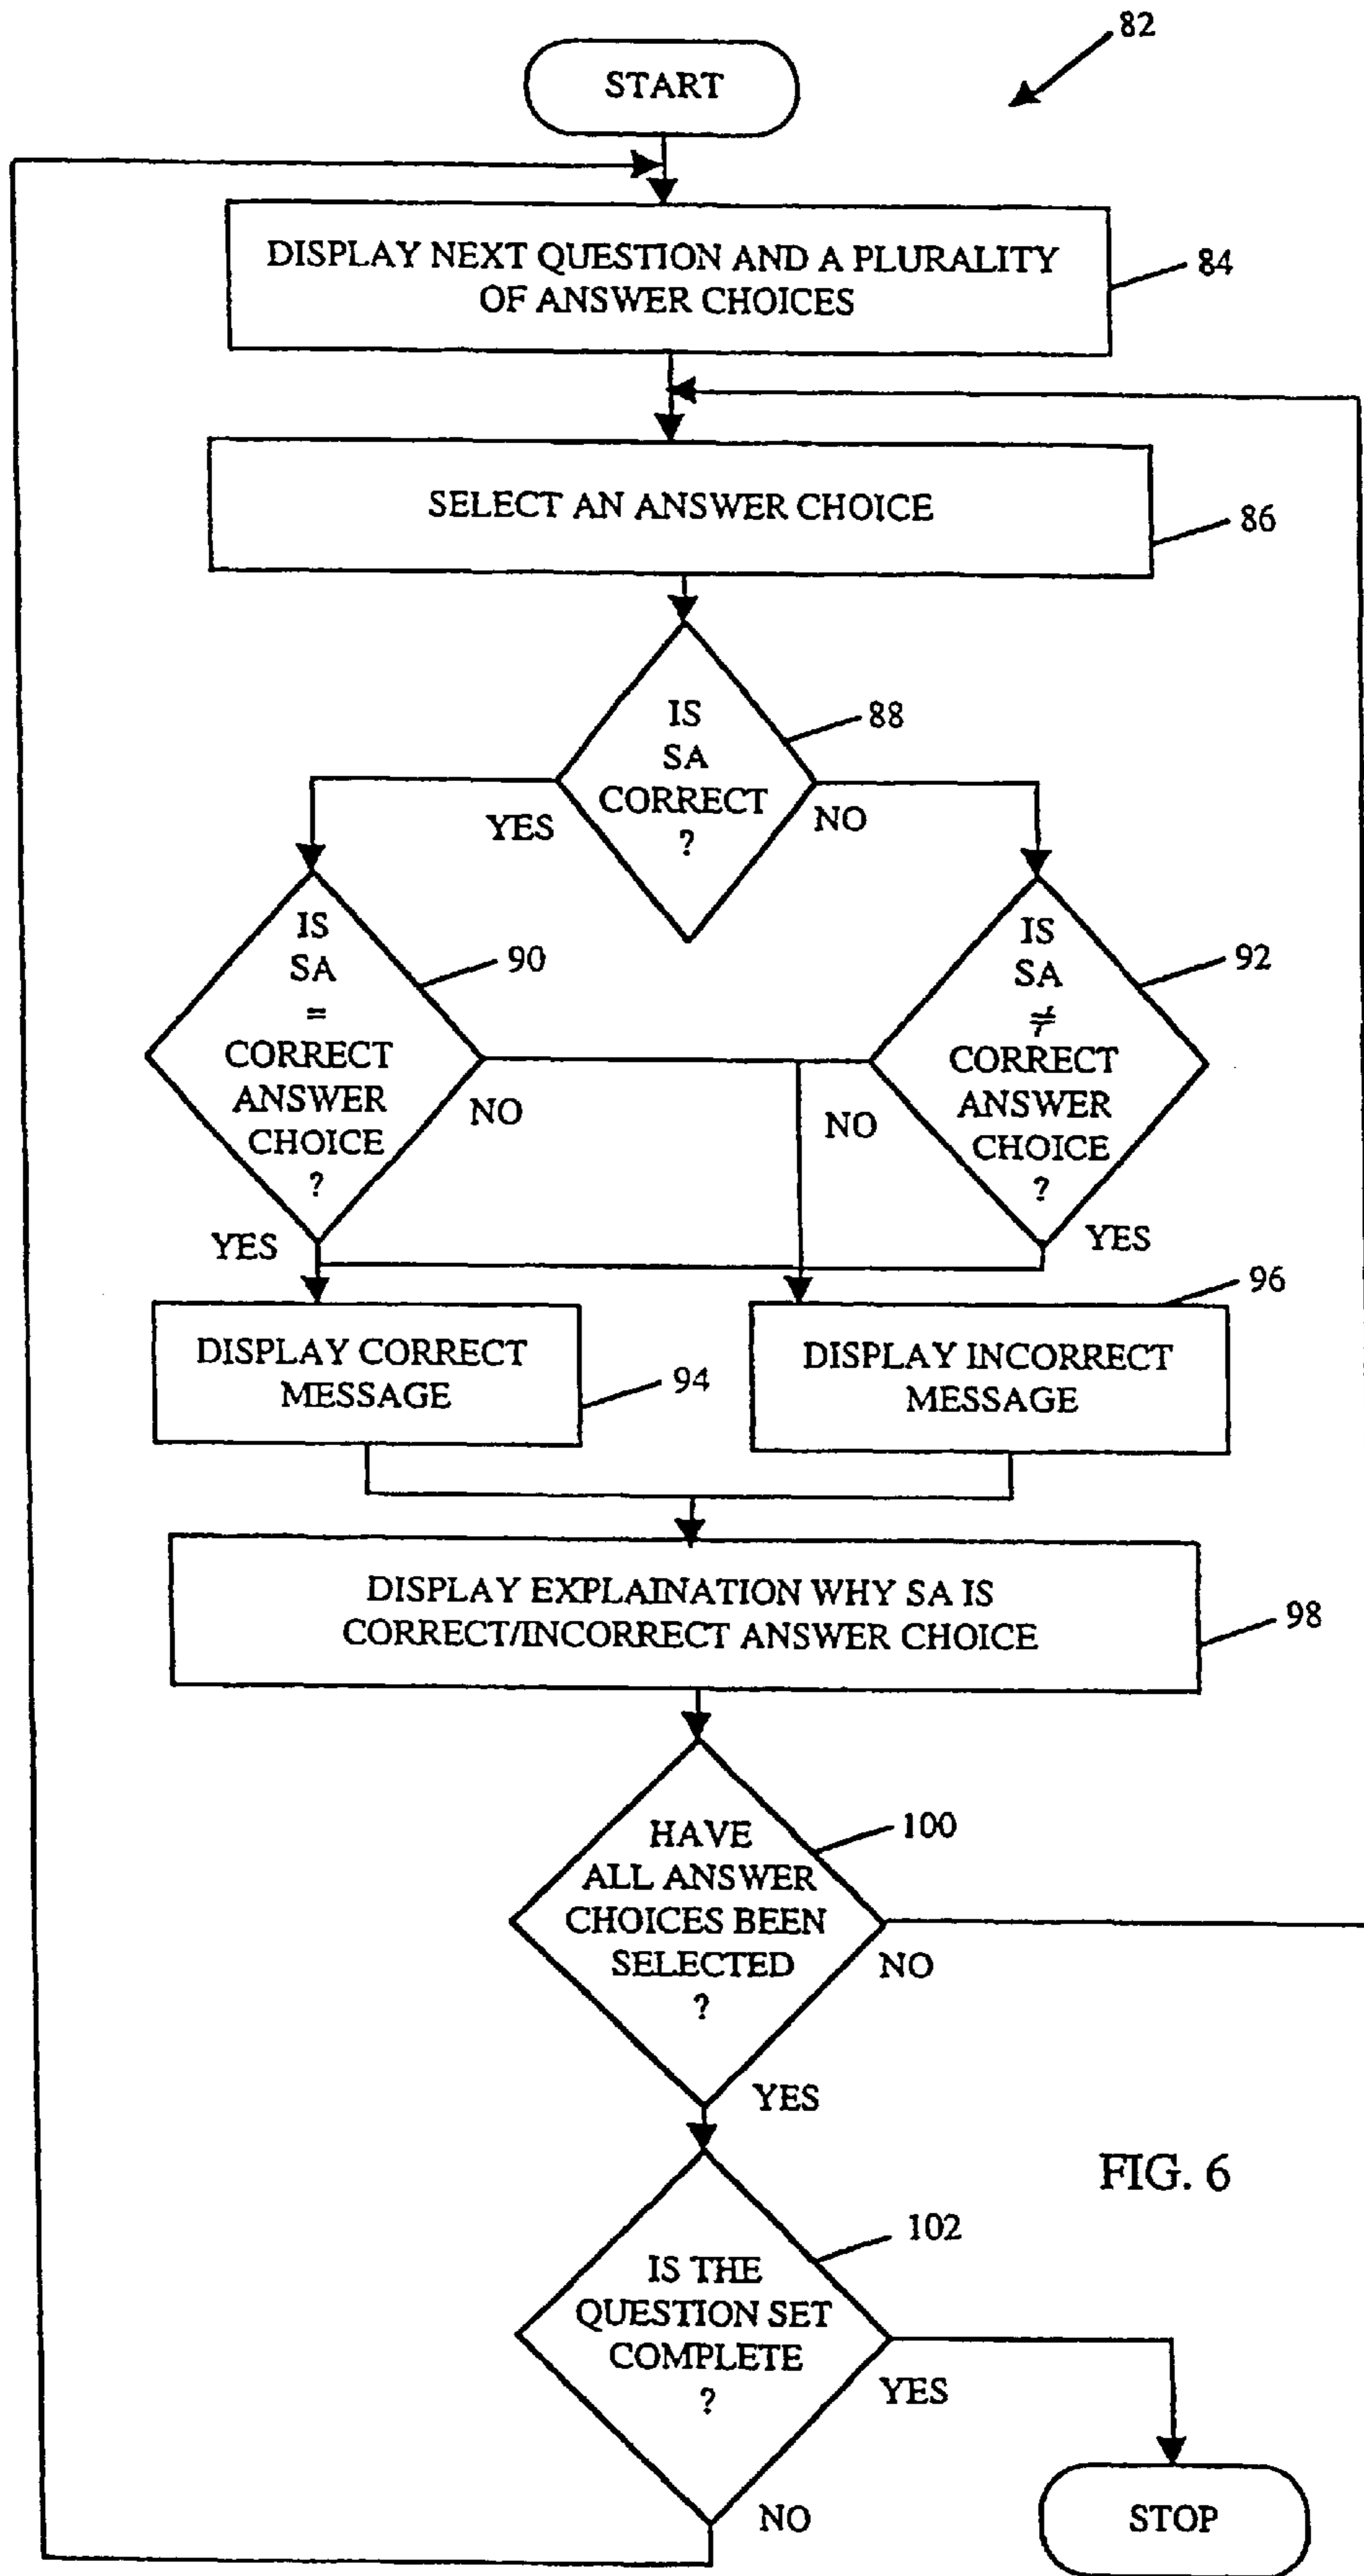 82
START
DISPLAY NEXT QUESTION AND A PLURALITY
OF ANSWER CHOICES
84
SELECT AN ANSWER CHOICE
86
IS
SA
CORRECT
?
88
YES
NO
IS
SA
=
CORRECT
ANSWER
CHOICE
?
90
NO
YES
IS
SA
≠
CORRECT
ANSWER
CHOICE
?
92
NO
YES
DISPLAY CORRECT
MESSAGE
94
DISPLAY INCORRECT
MESSAGE
96
DISPLAY EXPLAINATION WHY SA IS
CORRECT/INCORRECT ANSWER CHOICE
98
HAVE
ALL ANSWER
CHOICES BEEN
SELECTED
?
100
NO
YES
FIG. 6
IS THE
QUESTION SET
COMPLETE
?
102
YES
NO
STOP